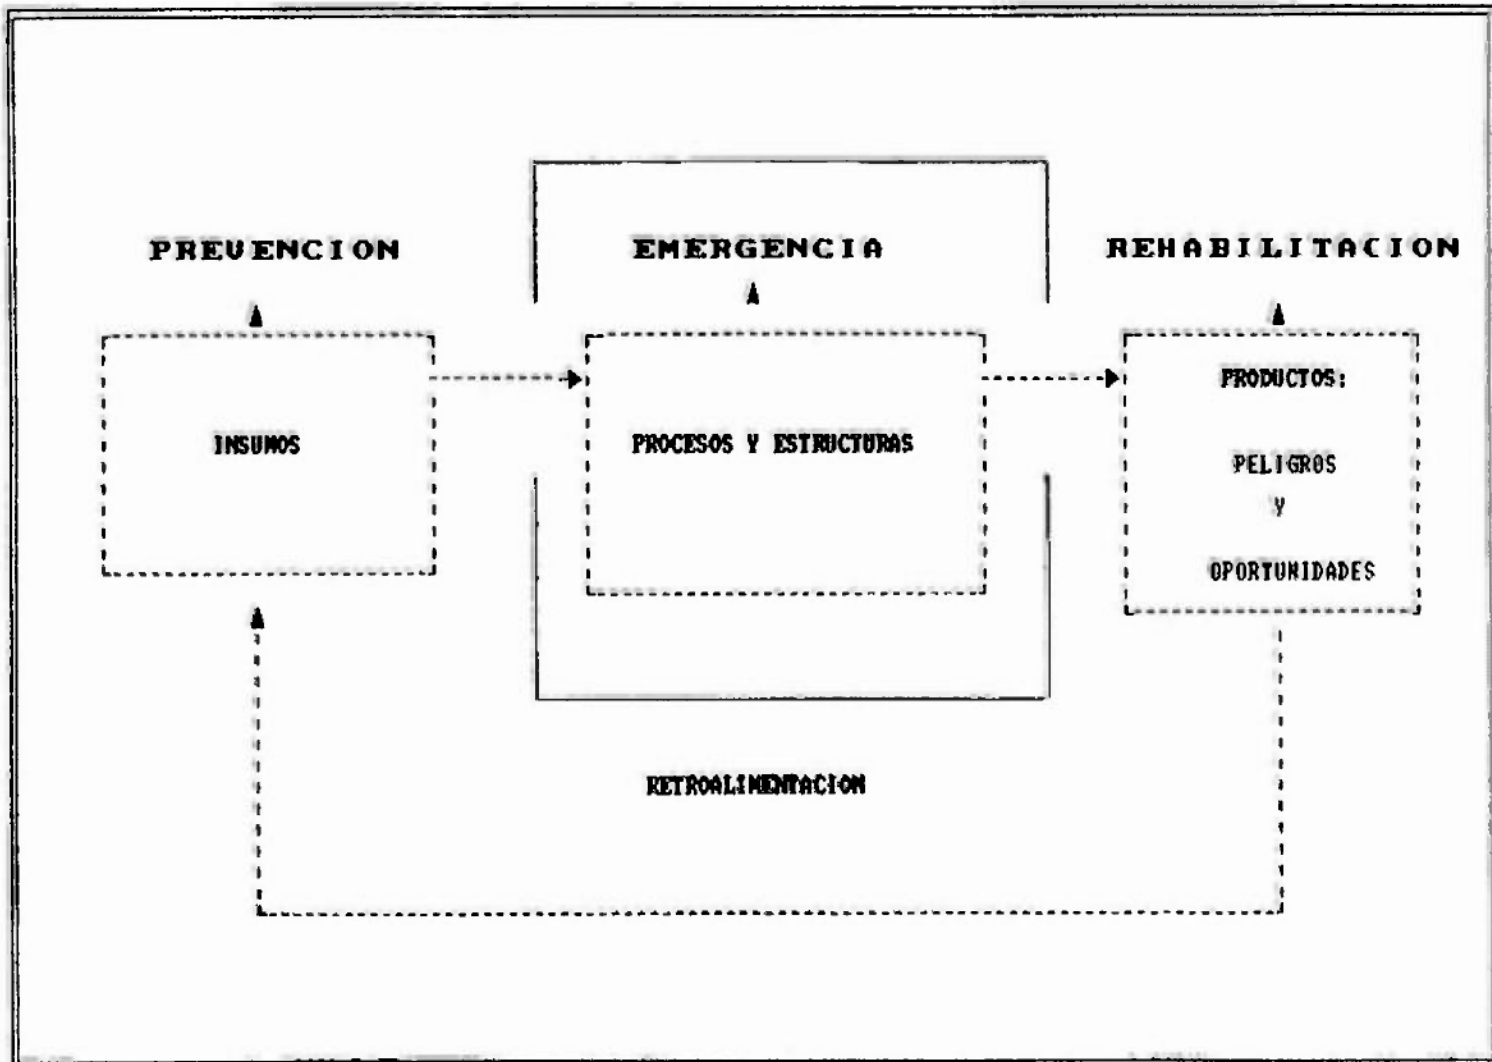 PREVENCION
EMERGENCIA
REHABILITACION
INSUMOS
PROCESOS Y ESTRUCTURAS
PRODUCTOS:
PELIGROS
Y
OPORTUNIDADES
RETROALIMENTACION